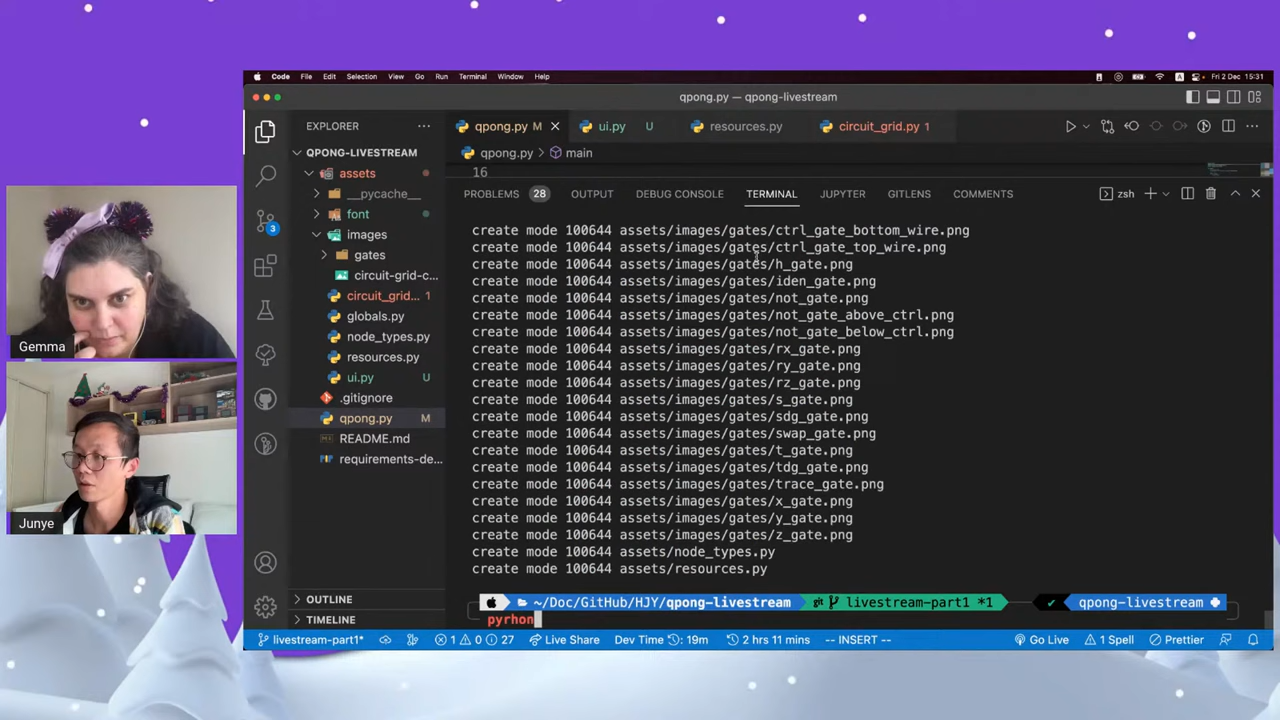 Code File Edit Selection View Go Run Terminal Window Help
A Fri 2 Dec 15:31
qpong.py — qpong-livestream
EXPLORER
qpong.py M
ui.py U
resources.py
circuit_grid.py 1
QPONG-LIVESTREAM
qpong.py > main
16
assets
__pycache__
font
images
gates
circuit-grid-c...
circuit_grid... 1
globals.py
node_types.py
resources.py
ui.py U
.gitignore
qpong.py M
README.md
requirements-de...
OUTLINE
TIMELINE
3
PROBLEMS 28 OUTPUT DEBUG CONSOLE TERMINAL JUPYTER GITLENS COMMENTS
zsh
create mode 100644 assets/images/gates/ctrl_gate_bottom_wire.png
create mode 100644 assets/images/gates/ctrl_gate_top_wire.png
create mode 100644 assets/images/gates/h_gate.png
create mode 100644 assets/images/gates/iden_gate.png
create mode 100644 assets/images/gates/not_gate.png
create mode 100644 assets/images/gates/not_gate_above_ctrl.png
create mode 100644 assets/images/gates/not_gate_below_ctrl.png
create mode 100644 assets/images/gates/rx_gate.png
create mode 100644 assets/images/gates/ry_gate.png
create mode 100644 assets/images/gates/rz_gate.png
create mode 100644 assets/images/gates/s_gate.png
create mode 100644 assets/images/gates/sdg_gate.png
create mode 100644 assets/images/gates/swap_gate.png
create mode 100644 assets/images/gates/t_gate.png
create mode 100644 assets/images/gates/tdg_gate.png
create mode 100644 assets/images/gates/trace_gate.png
create mode 100644 assets/images/gates/x_gate.png
create mode 100644 assets/images/gates/y_gate.png
create mode 100644 assets/images/gates/z_gate.png
create mode 100644 assets/node_types.py
create mode 100644 assets/resources.py
~/Doc/GitHub/HJY/qpong-livestream git livestream-part1 *1 ✔ qpong-livestream
pyrhon
livestream-part1* 1 0 27 Live Share Dev Time: 19m 2 hrs 11 mins -- INSERT -- Go Live 1 Spell Prettier
Gemma
Junye